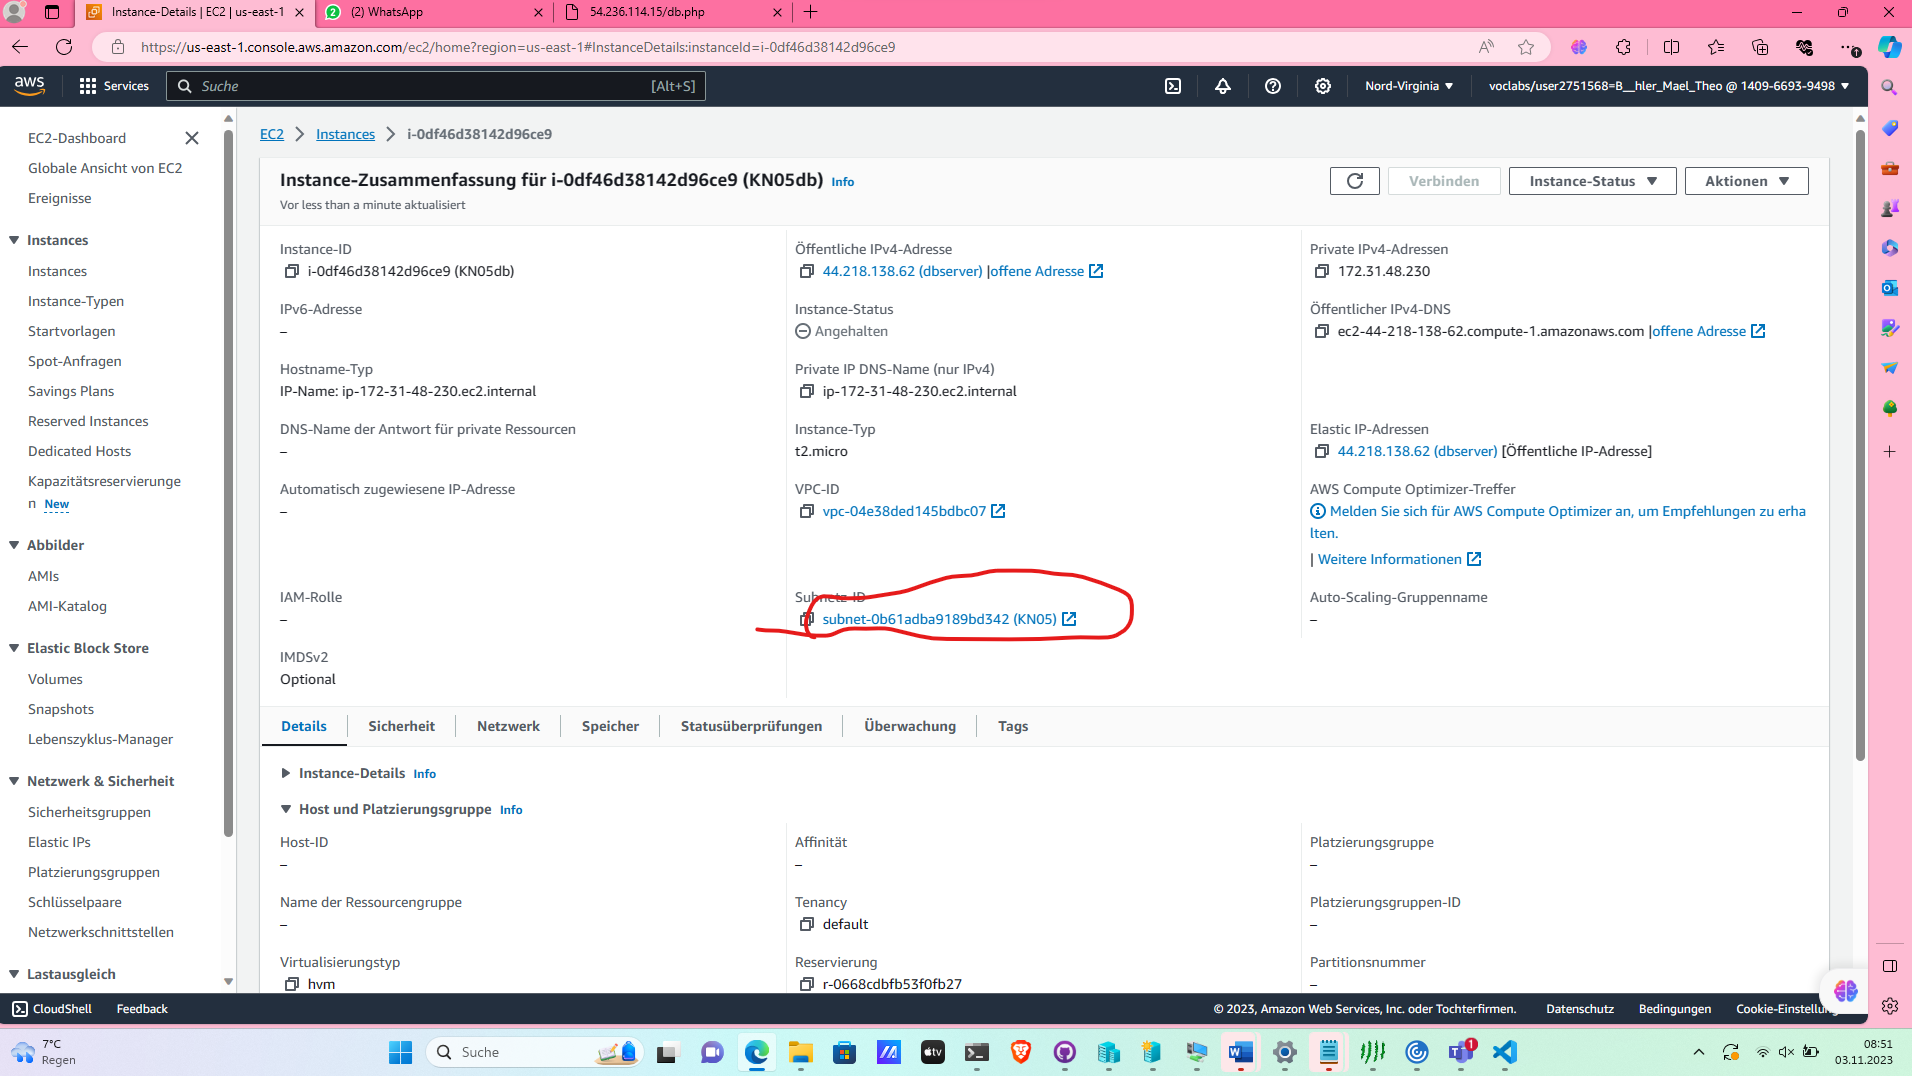 Instance-Details | EC2 | us-east-1
(2) WhatsApp
54.236.114.15/db.php
https://us-east-1.console.aws.amazon.com/ec2/home?region=us-east-1#InstanceDetails:instanceId=i-0df46d38142d96ce9
aws
Services
Suche
[Alt+S]
Nord-Virginia
voclabs/user2751568=B__hler_Mael_Theo @ 1409-6693-9498
EC2-Dashboard
Globale Ansicht von EC2
Ereignisse
Instances
Instances
Instance-Typen
Startvorlagen
Spot-Anfragen
Savings Plans
Reserved Instances
Dedicated Hosts
Kapazitätsreservierunge
n New
Abbilder
AMIs
AMI-Katalog
Elastic Block Store
Volumes
Snapshots
Lebenszyklus-Manager
Netzwerk & Sicherheit
Sicherheitsgruppen
Elastic IPs
Platzierungsgruppen
Schlüsselpaare
Netzwerkschnittstellen
Lastausgleich
EC2 > Instances > i-0df46d38142d96ce9
Instance-Zusammenfassung für i-0df46d38142d96ce9 (KN05db) Info
Vor less than a minute aktualisiert
Verbinden
Instance-Status
Aktionen
Instance-ID
i-0df46d38142d96ce9 (KN05db)
Öffentliche IPv4-Adresse
44.218.138.62 (dbserver) |offene Adresse
Private IPv4-Adressen
172.31.48.230
IPv6-Adresse
–
Instance-Status
Angehalten
Öffentlicher IPv4-DNS
ec2-44-218-138-62.compute-1.amazonaws.com |offene Adresse
Hostname-Typ
IP-Name: ip-172-31-48-230.ec2.internal
Private IP DNS-Name (nur IPv4)
ip-172-31-48-230.ec2.internal
DNS-Name der Antwort für private Ressourcen
–
Instance-Typ
t2.micro
Elastic IP-Adressen
44.218.138.62 (dbserver) [Öffentliche IP-Adresse]
Automatisch zugewiesene IP-Adresse
–
VPC-ID
vpc-04e38ded145bdbc07
AWS Compute Optimizer-Treffer
Melden Sie sich für AWS Compute Optimizer an, um Empfehlungen zu erha
lten.
| Weitere Informationen
IAM-Rolle
–
Subnetz-ID
subnet-0b61adba9189bd342 (KN05)
Auto-Scaling-Gruppenname
–
IMDSv2
Optional
Details
Sicherheit
Netzwerk
Speicher
Statusüberprüfungen
Überwachung
Tags
Instance-Details Info
Host und Platzierungsgruppe Info
Host-ID
–
Affinität
–
Platzierungsgruppe
–
Name der Ressourcengruppe
–
Tenancy
default
Platzierungsgruppen-ID
–
Virtualisierungstyp
hvm
Reservierung
r-0668cdbfb53f0fb27
Partitionsnummer
–
CloudShell
Feedback
© 2023, Amazon Web Services, Inc. oder Tochterfirmen.
Datenschutz
Bedingungen
Cookie-Einstellung
7°C
Regen
Suche
tv
1
08:51
03.11.2023